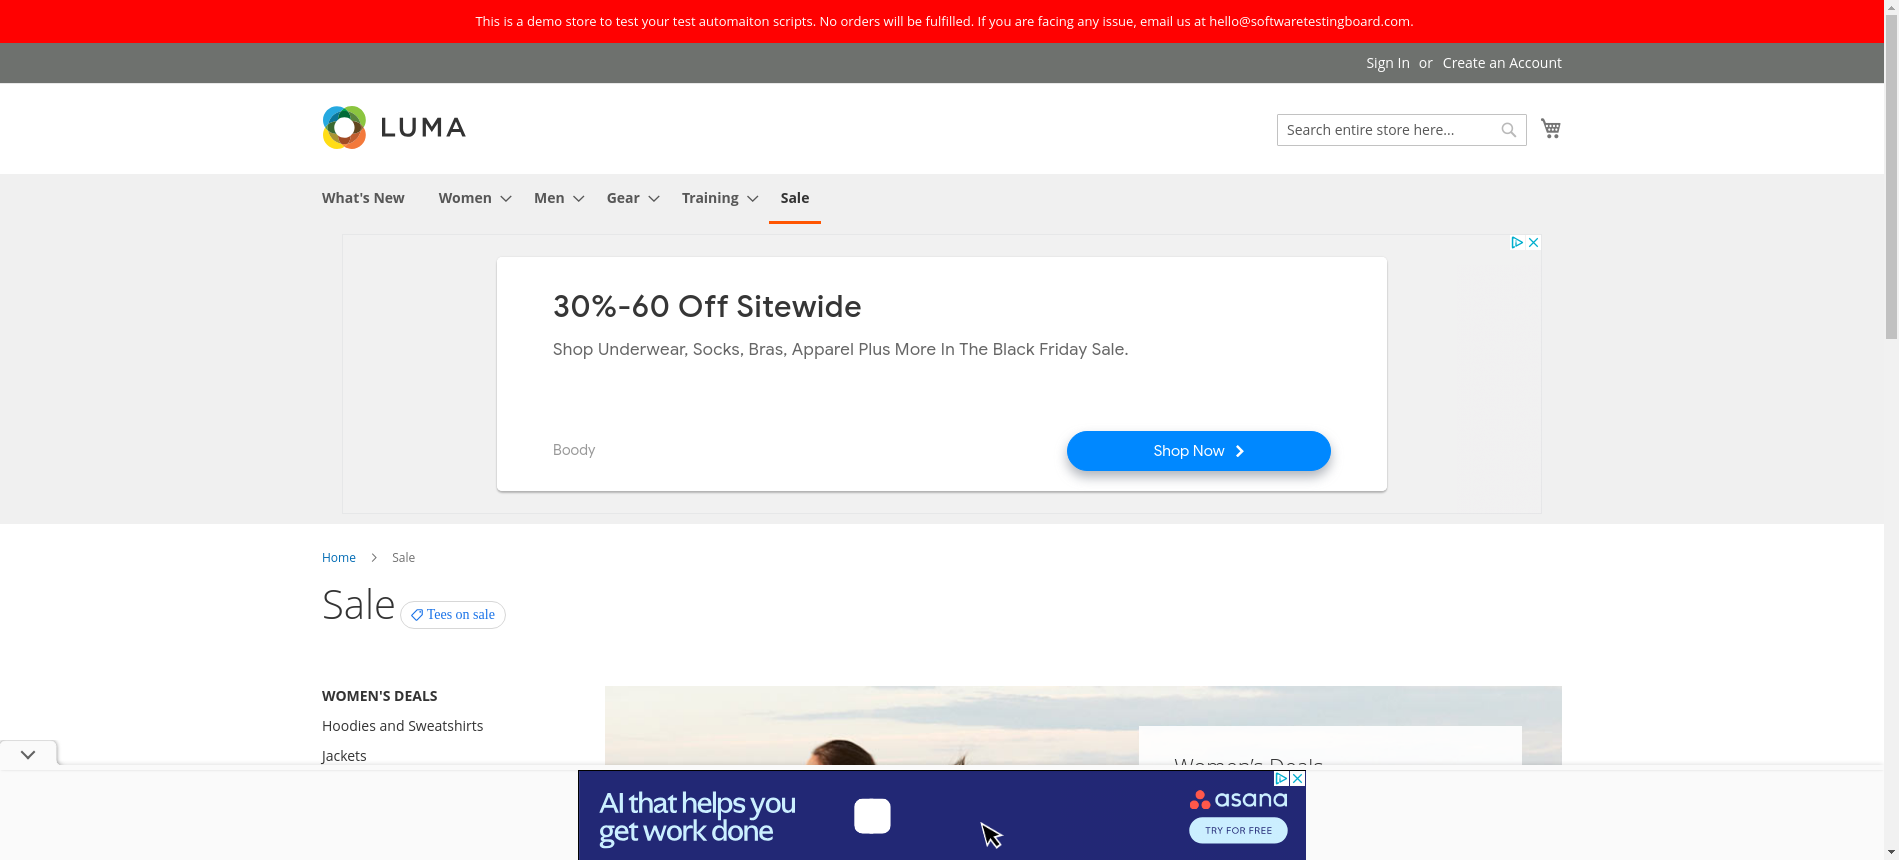 This is a demo store to test your test automaiton scripts. No orders will be fulfilled. If you are facing any issue, email us at hello@softwaretestingboard.com.
Sign In or Create an Account
LUMA
Search entire store here...
What's New Women Men Gear Training Sale
30%-60 Off Sitewide
Shop Underwear, Socks, Bras, Apparel Plus More In The Black Friday Sale.
Boody
Shop Now
Home Sale
Sale
Tees on sale
WOMEN'S DEALS
Hoodies and Sweatshirts
Jackets
Women's Deals
AI that helps you
get work done
asana
TRY FOR FREE